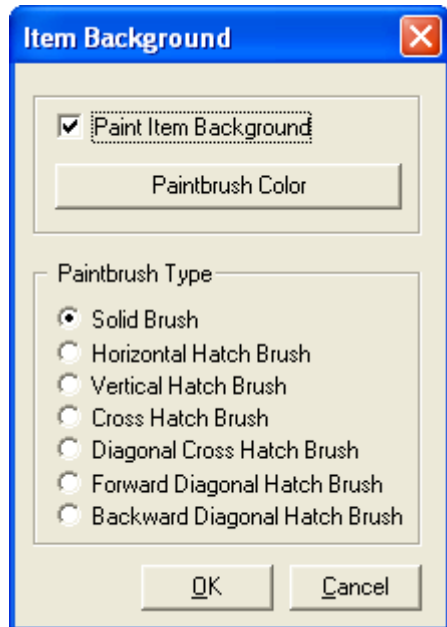 Item Background
Paint Item Background
Paintbrush Color
Paintbrush Type
Solid Brush
Horizontal Hatch Brush
Vertical Hatch Brush
Cross Hatch Brush
Diagonal Cross Hatch Brush
Forward Diagonal Hatch Brush
Backward Diagonal Hatch Brush
OK Cancel